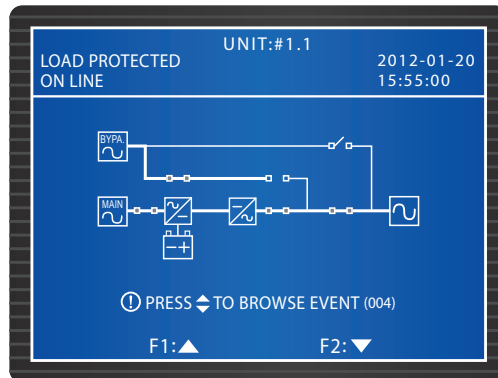 UNIT:#1.1
LOAD PROTECTED
ON LINE
2012-01-20
15:55:00
BYPA.
MAIN
! PRESS TO BROWSE EVENT (004)
F1:
F2: